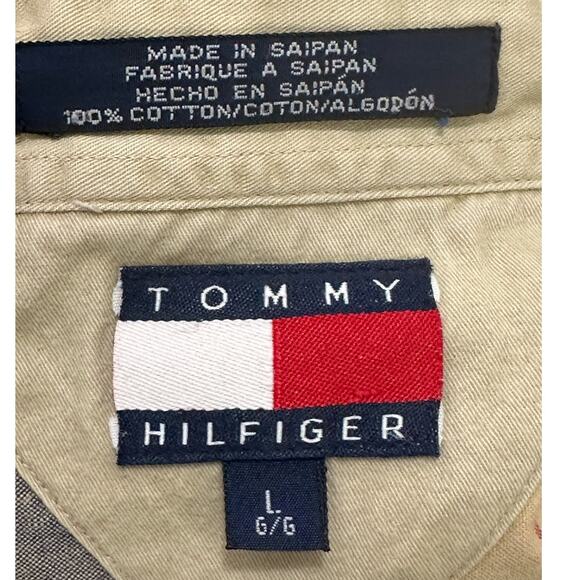 MADE IN SAIPAN
FABRIQUE A SAIPAN
HECHO EN SAIPÁN
100% COTTON/COTON/ALGODÓN
TOMMY
HILFIGER
L
G/G